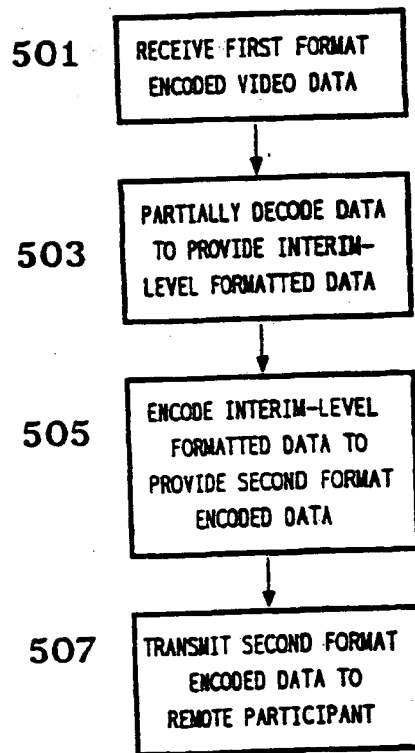 501
RECEIVE FIRST FORMAT
ENCODED VIDEO DATA
503
PARTIALLY DECODE DATA
TO PROVIDE INTERIM-
LEVEL FORMATTED DATA
505
ENCODE INTERIM-LEVEL
FORMATTED DATA TO
PROVIDE SECOND FORMAT
ENCODED DATA
507
TRANSMIT SECOND FORMAT
ENCODED DATA TO
REMOTE PARTICIPANT